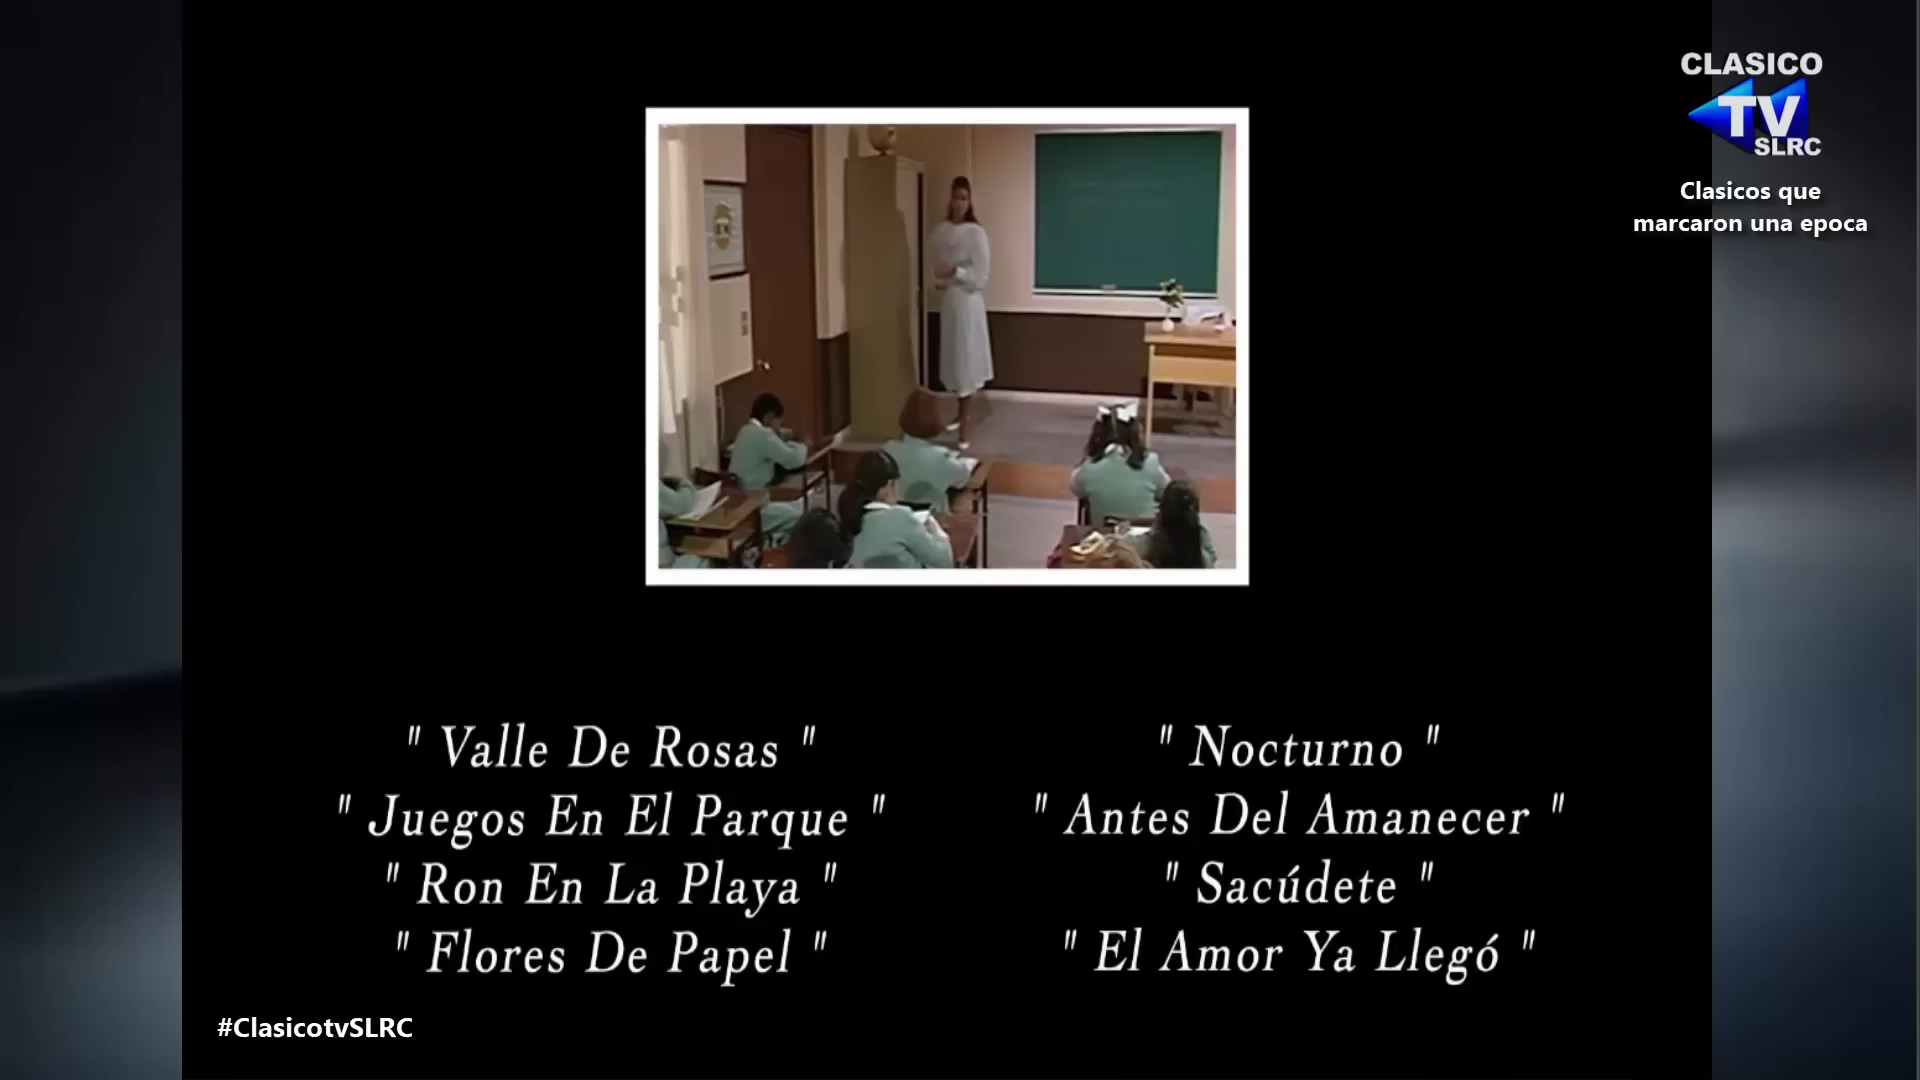 CLASICO
TV
SLRC
Clasicos que
marcaron una epoca
" Valle De Rosas "
" Juegos En El Parque "
" Ron En La Playa "
" Flores De Papel "
" Nocturno "
" Antes Del Amanecer "
" Sacúdete "
" El Amor Ya Llegó "
#ClasicotvSLRC